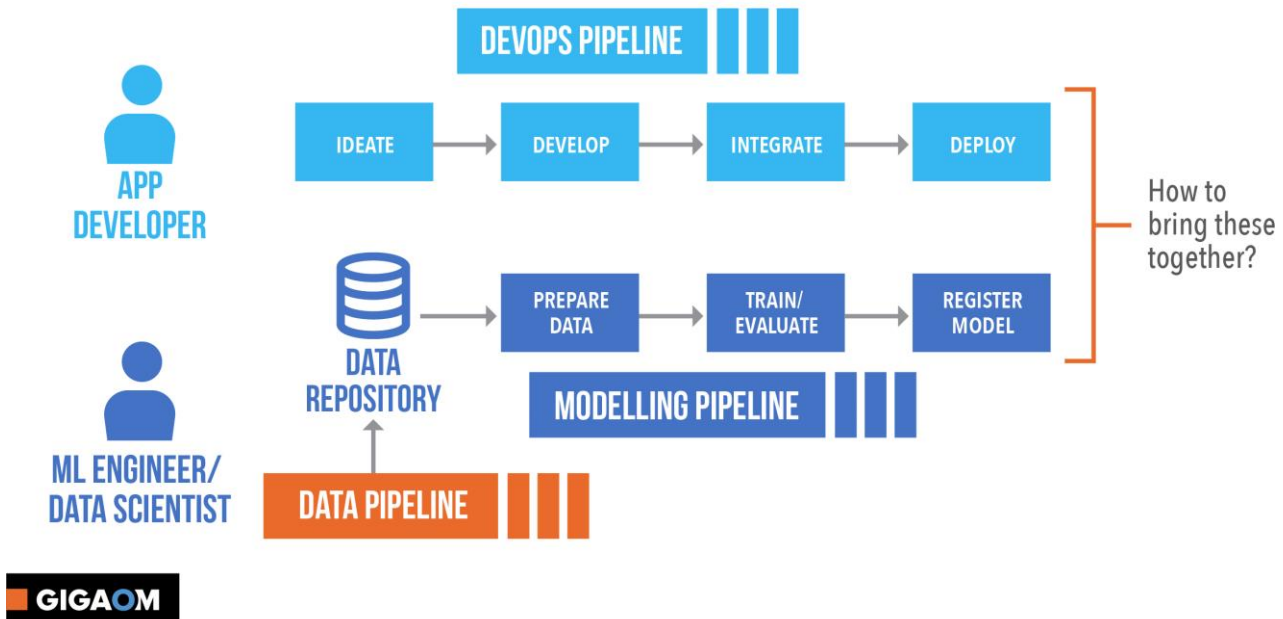 DEVOPS PIPELINE
APP
DEVELOPER
IDEATE
DEVELOP
INTEGRATE
DEPLOY
How to
bring these
together?
DATA
REPOSITORY
PREPARE
DATA
TRAIN/
EVALUATE
REGISTER
MODEL
MODELLING PIPELINE
ML ENGINEER/
DATA SCIENTIST
DATA PIPELINE
GIGAOM